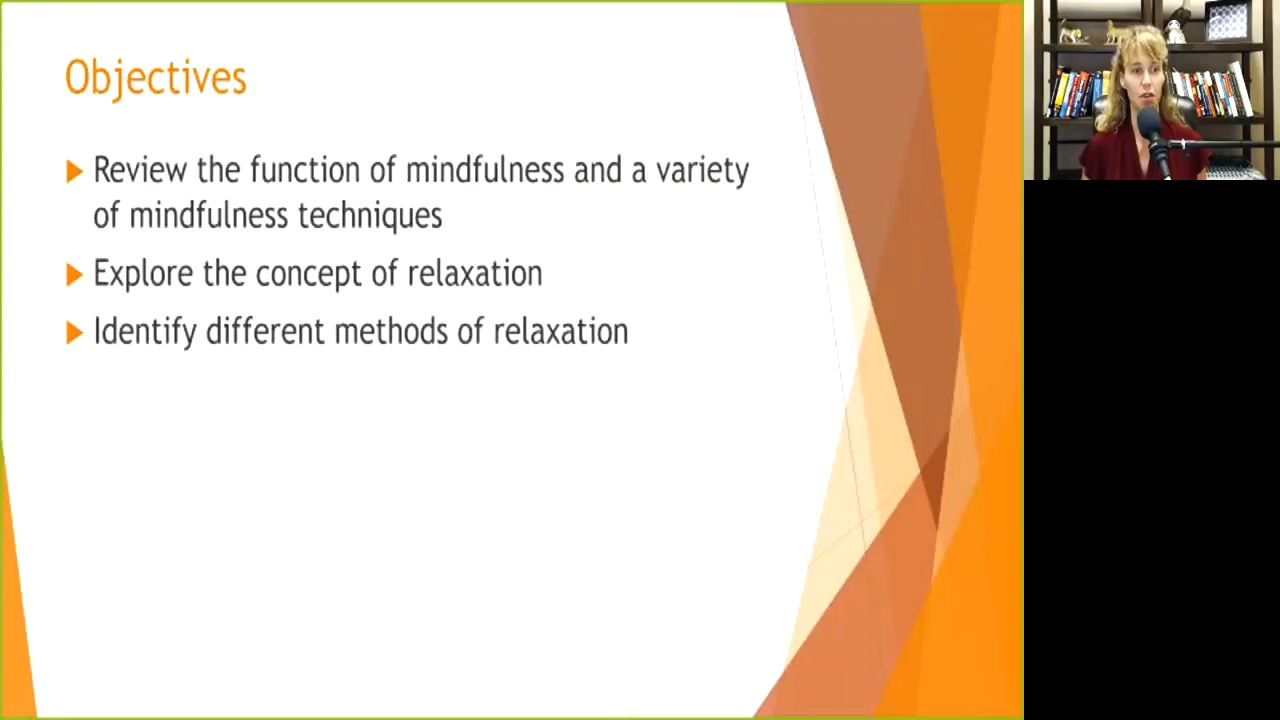 Objectives
Review the function of mindfulness and a variety
of mindfulness techniques
Explore the concept of relaxation
Identify different methods of relaxation